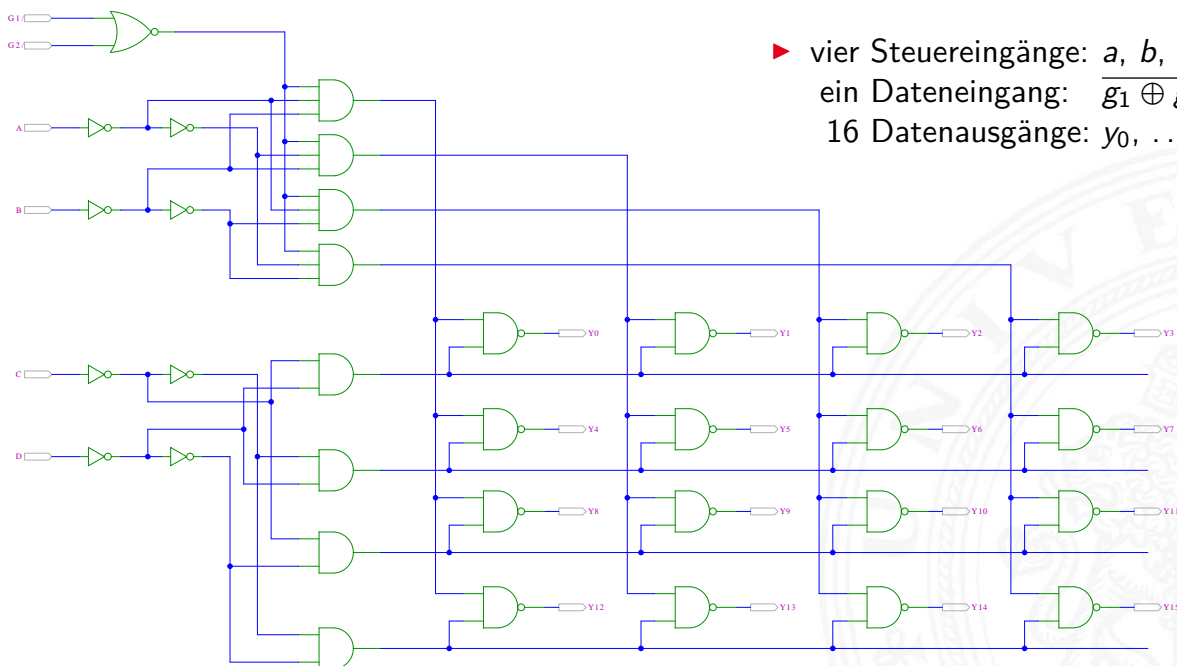 G1/
G2/
▶ vier Steuereingänge: a, b,
ein Dateneingang: g₁ ⊕
16 Datenausgänge: y₀, ..
A
B
Y0 Y1 Y2 Y3
C
Y4 Y5 Y6 Y7
D
Y8 Y9 Y10 Y11
Y12 Y13 Y14 Y15
N I V E